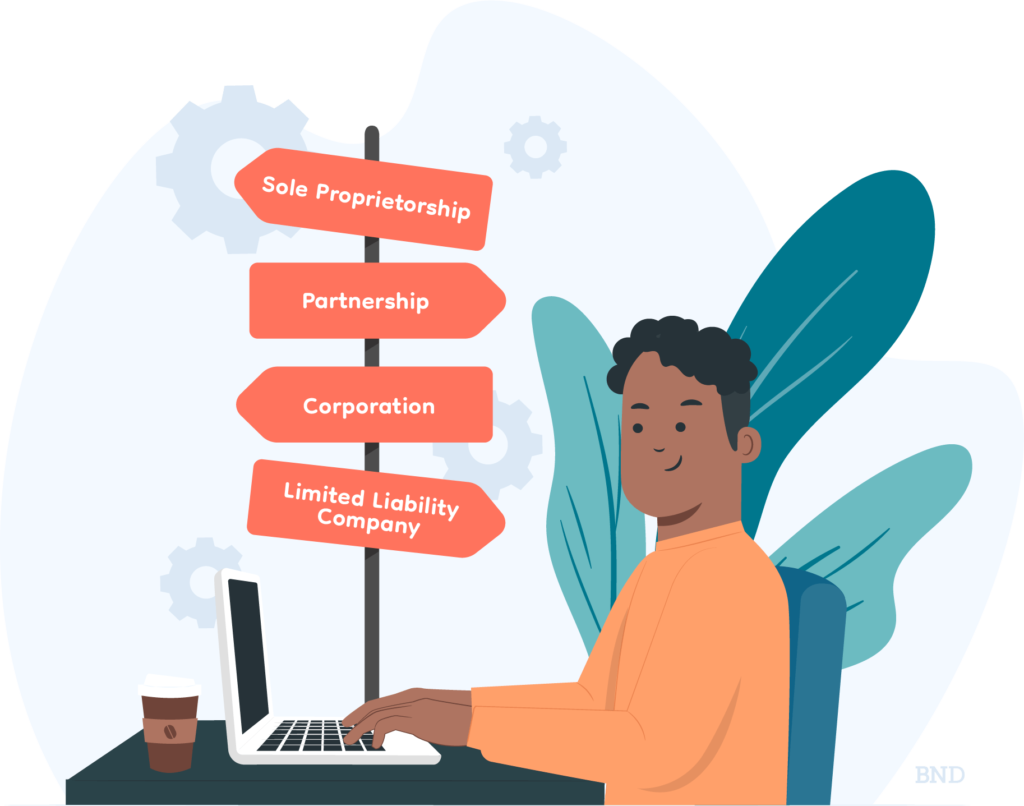 Sole Proprietorship
Partnership
Corporation
Limited Liability
Company
BND